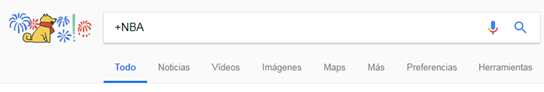 +NBA
Todo Noticias Vídeos Imágenes Maps Más Preferencias Herramientas